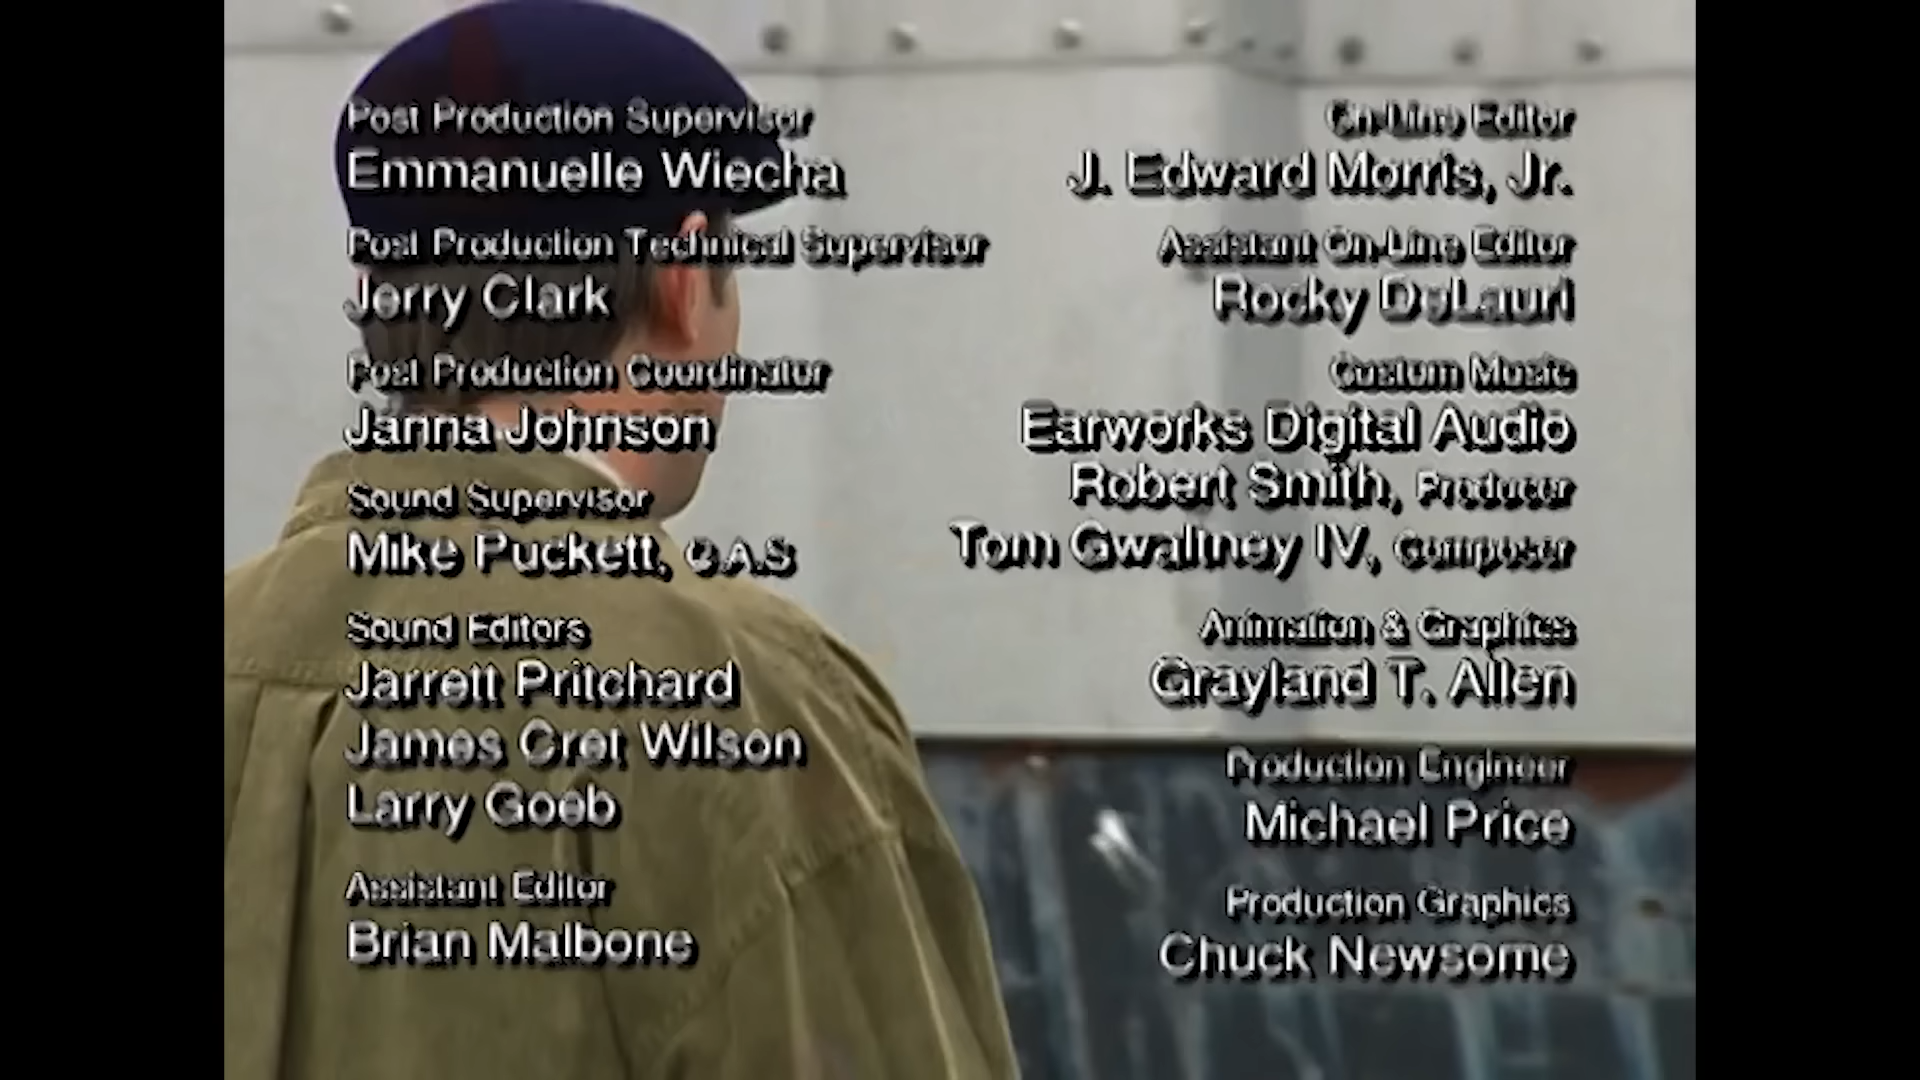 Post Production Supervisor
Emmanuelle Wiecha
Post Production Technical Supervisor
Jerry Clark
Post Production Coordinator
Janna Johnson
Sound Supervisor
Mike Puckett, C.A.S
Sound Editors
Jarrett Pritchard
James Cret Wilson
Larry Goeb
Assistant Editor
Brian Malbone
On-Line Editor
J. Edward Morris, Jr.
Assistant On-Line Editor
Rocky DeLauri
Custom Music
Earworks Digital Audio
Robert Smith, Producer
Tom Gwaltney IV, Composer
Animation & Graphics
Grayland T. Allen
Production Engineer
Michael Price
Production Graphics
Chuck Newsome